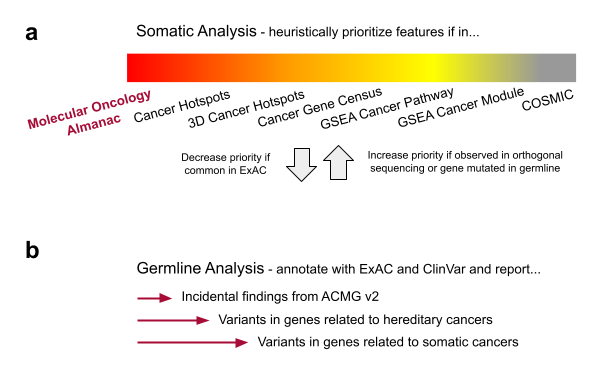 a
Somatic Analysis - heuristically prioritize features if in...
Molecular Oncology
Almanac
Cancer Hotspots
3D Cancer Hotspots
Cancer Gene Census
GSEA Cancer Pathway
GSEA Cancer Module
COSMIC
Decrease priority if
common in ExAC
Increase priority if observed in orthogonal
sequencing or gene mutated in germline
b
Germline Analysis - annotate with ExAC and ClinVar and report...
Incidental findings from ACMG v2
Variants in genes related to hereditary cancers
Variants in genes related to somatic cancers